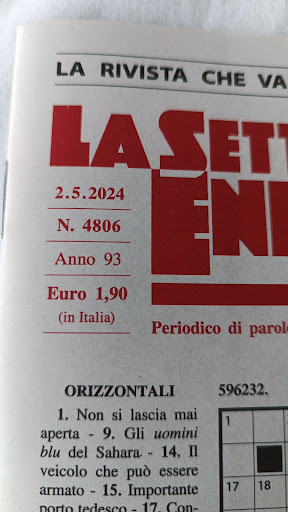 LA RIVISTA CHE VA
LA SETT
ENI
2.5.2024
N. 4806
Anno 93
Euro 1,90
(in Italia)
Periodico di parol
ORIZZONTALI
1. Non si lascia mai
aperta - 9. Gli uomini
blu del Sahara - 14. Il
veicolo che può essere
armato - 15. Importante
porto tedesco - 17. Con-
596232.
1
17 18